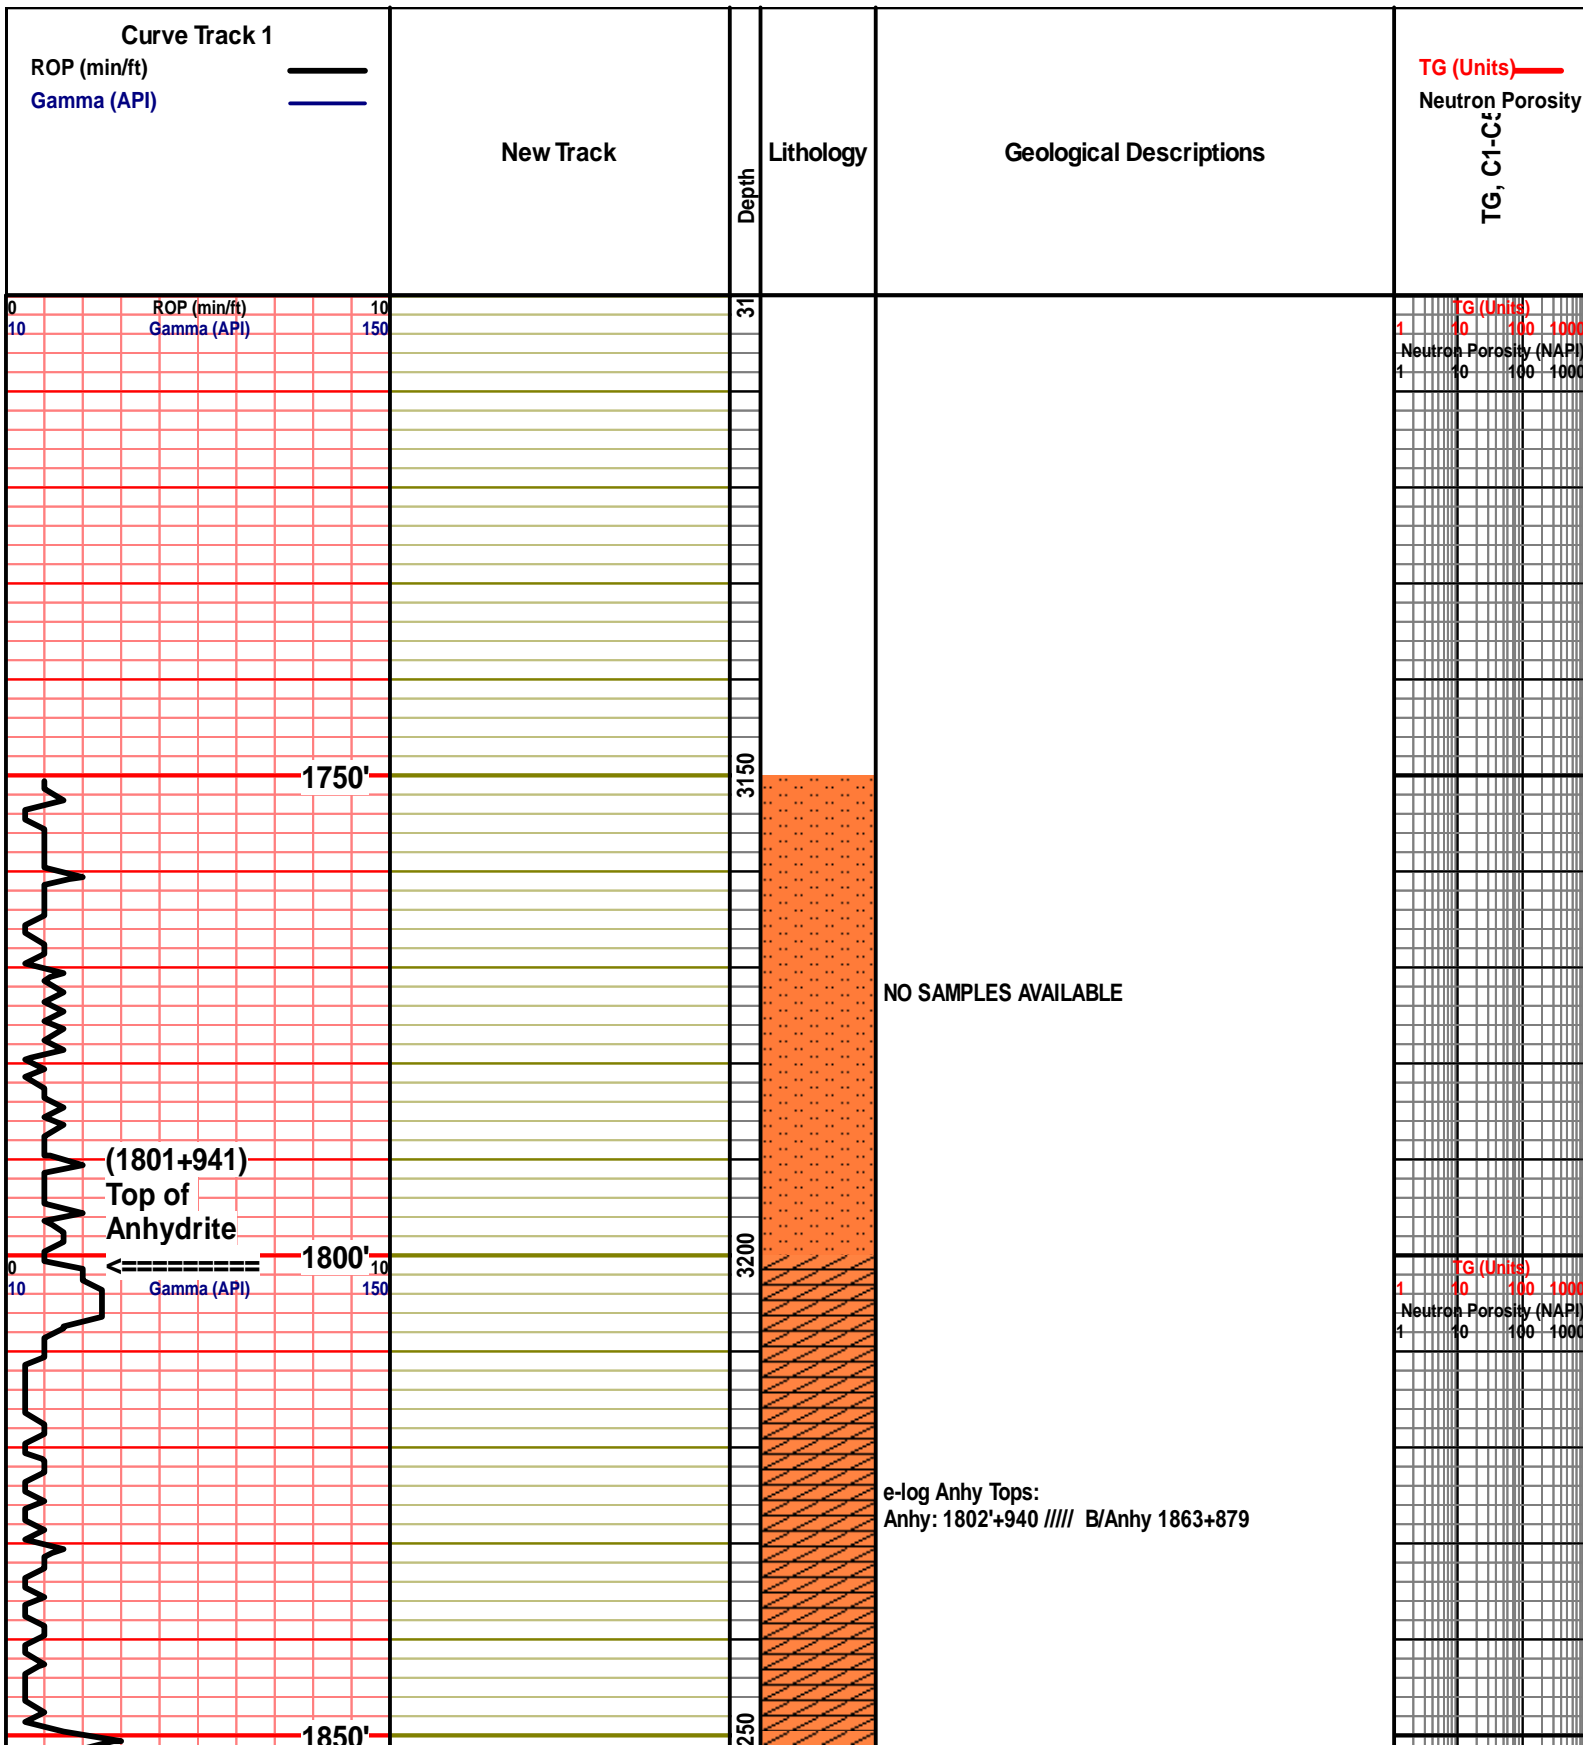 Curve Track 1
ROP (min/ft)
Gamma (API)
New Track
Depth
Lithology
Geological Descriptions
TG (Units)
Neutron Porosity
TG, C1-C5
0 ROP (min/ft) 10
10 Gamma (API) 150
31
TG (Units)
1 10 100 1000
Neutron Porosity (NAPI)
1 10 100 1000
1750'
3150
NO SAMPLES AVAILABLE
(1801+941)
Top of
Anhydrite
<=========
1800'
3200
0 10
10 Gamma (API) 150
TG (Units)
1 10 100 1000
Neutron Porosity (NAPI)
1 10 100 1000
e-log Anhy Tops:
Anhy: 1802'+940 ///// B/Anhy 1863+879
1850'
250